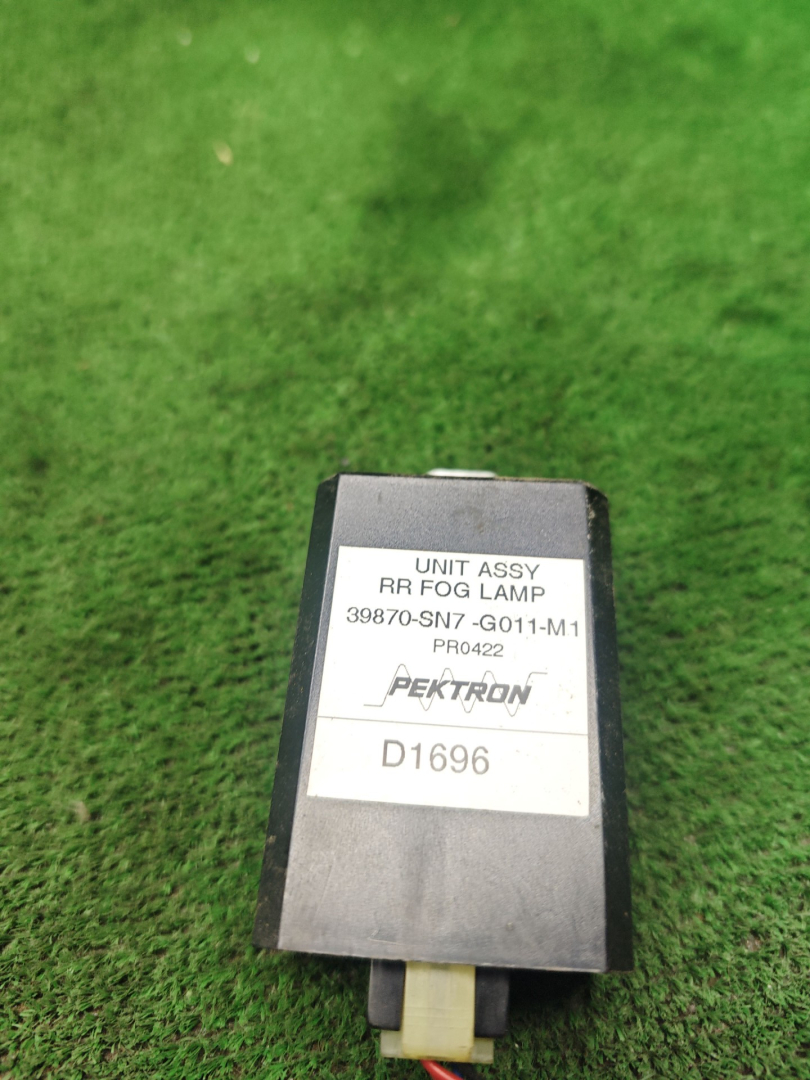 UNIT ASSY
RR FOG LAMP
39870-SN7 -G011-M1
PR0422
PEKTRON
D1696